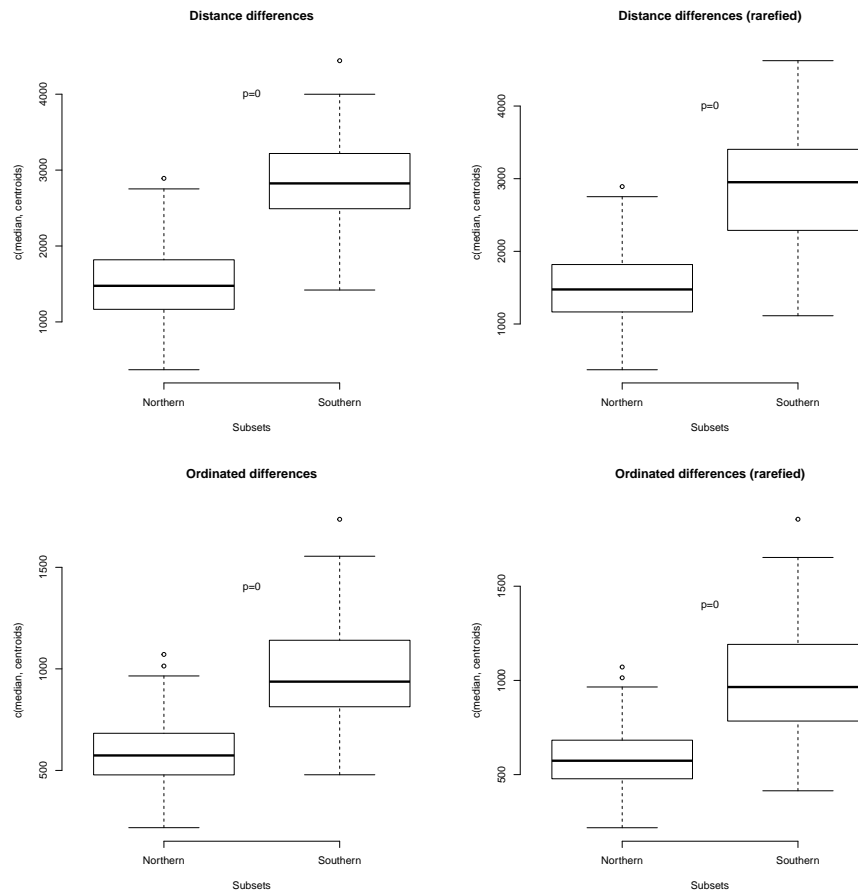 Distance differences
c(median, centroids)
4000
3000
2000
1000
p=0
Northern
Southern
Subsets
Distance differences (rarefied)
c(median, centroids)
4000
3000
2000
1000
p=0
Northern
Southern
Subsets
Ordinated differences
c(median, centroids)
1500
1000
500
p=0
Northern
Southern
Subsets
Ordinated differences (rarefied)
c(median, centroids)
1500
1000
500
p=0
Northern
Southern
Subsets